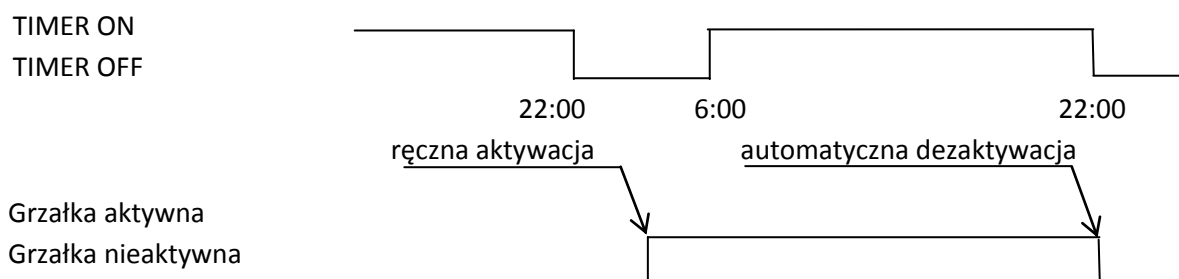 TIMER ON
TIMER OFF
22:00 6:00 22:00
ręczna aktywacja automatyczna dezaktywacja
Grzałka aktywna
Grzałka nieaktywna